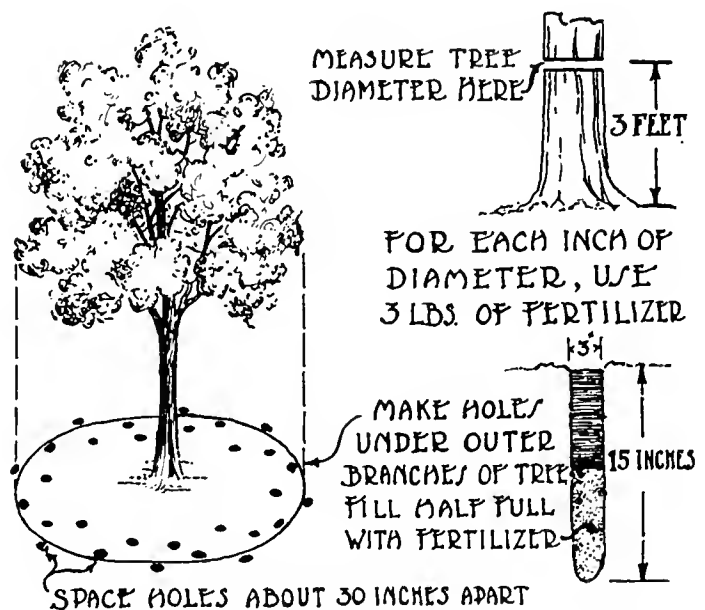 MEASURE TREE
DIAMETER HERE
3 FEET
FOR EACH INCH OF
DIAMETER, USE
3 LBS. OF FERTILIZER
3"
MAKE HOLES
UNDER OUTER
BRANCHES OF TREE
FILL HALF FULL
WITH FERTILIZER
15 INCHES
SPACE HOLES ABOUT 30 INCHES APART